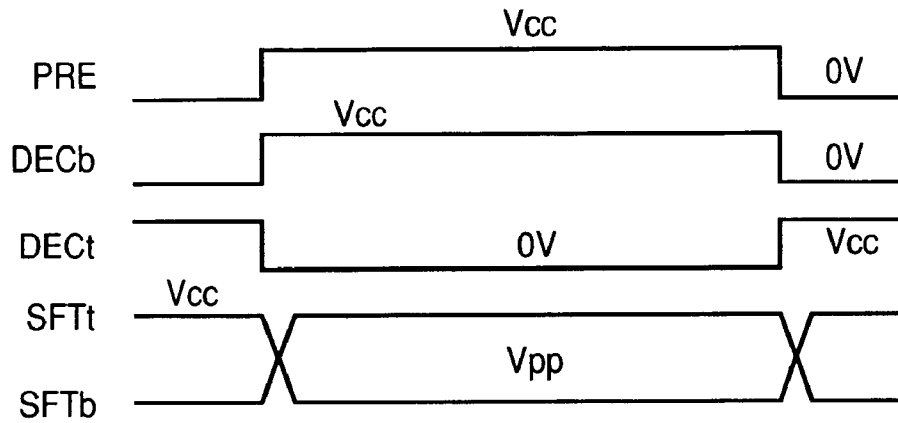 Vcc
PRE
0V
Vcc
DECb
0V
DECt
0V
Vcc
Vcc
SFTt
Vpp
SFTb